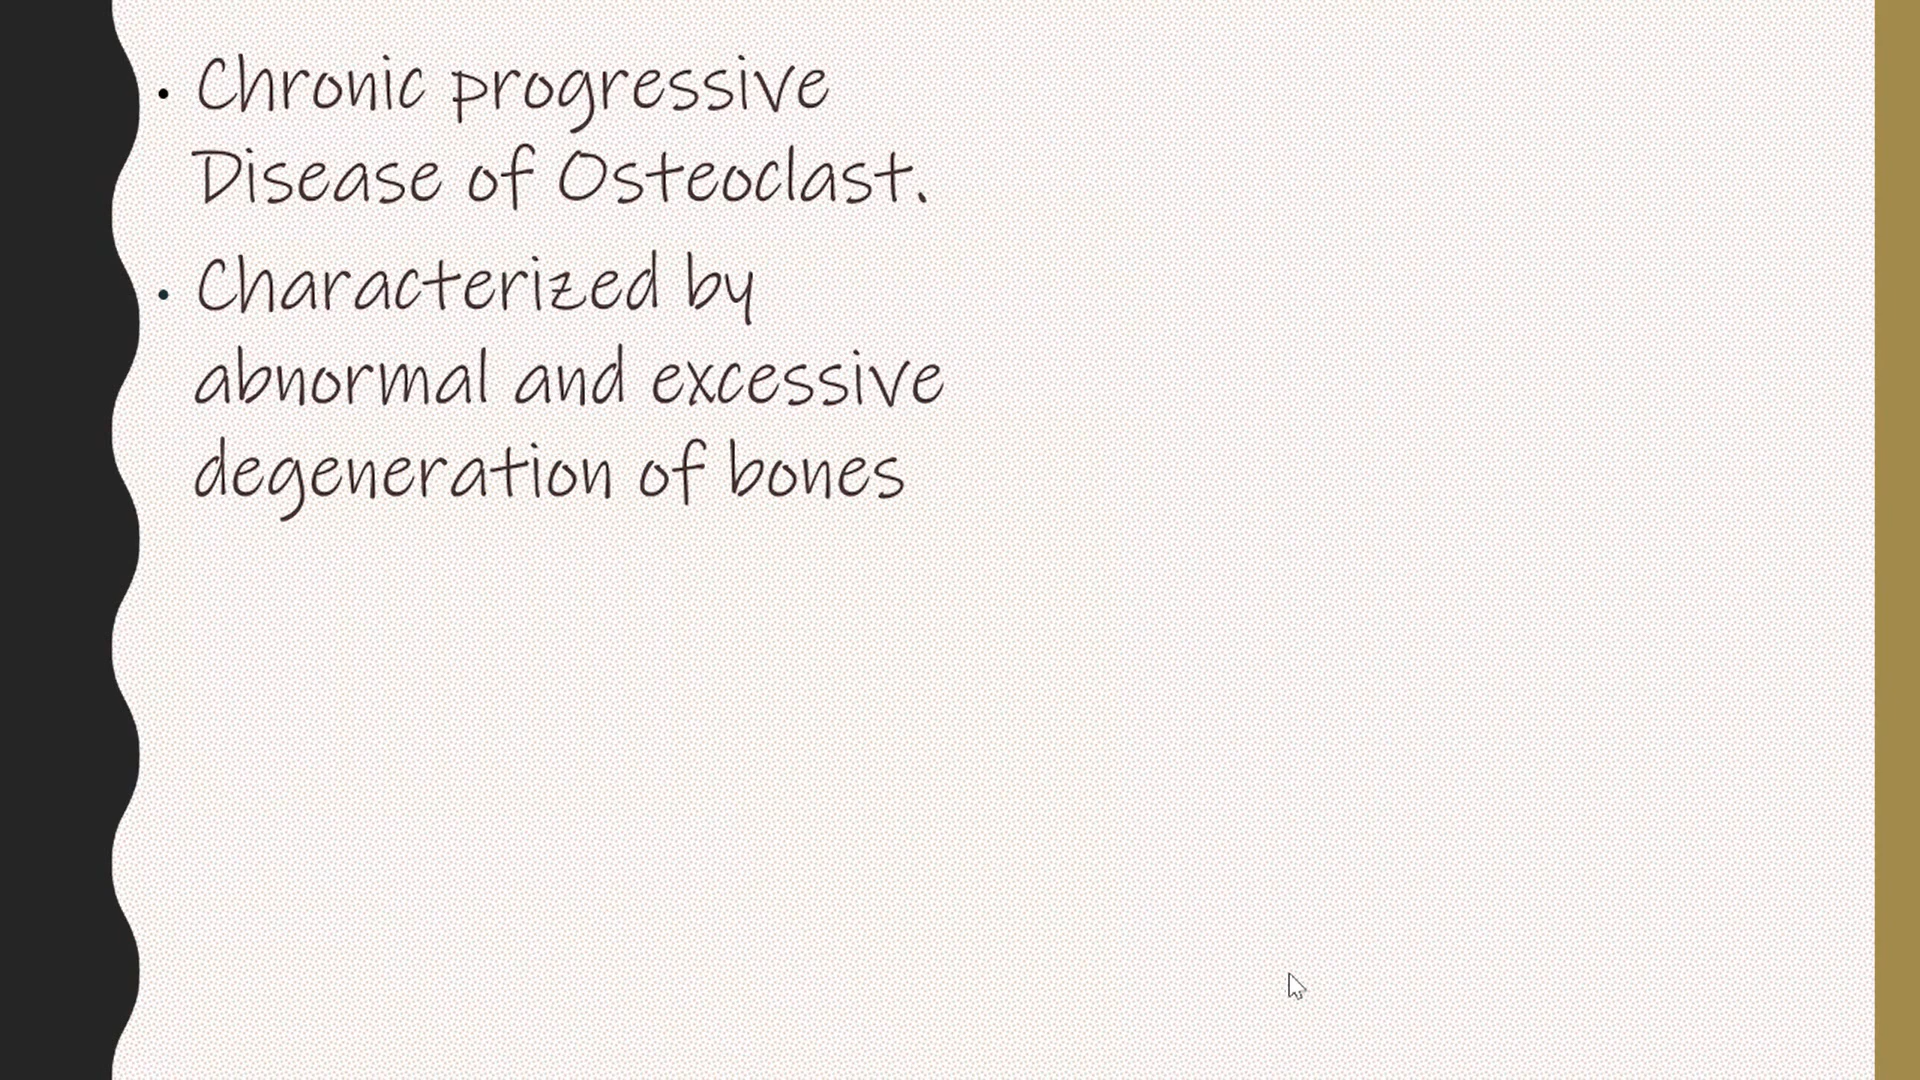 • Chronic progressive
Disease of Osteoclast.
• Characterized by
abnormal and excessive
degeneration of bones